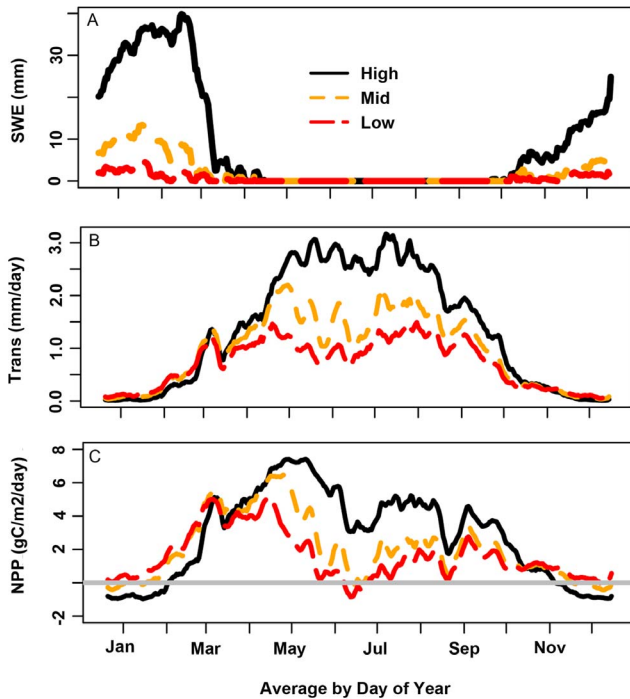 A
SWE (mm)
30
10
0
High
Mid
Low
B
Trans (mm/day)
3.0
2.0
1.0
0.0
C
NPP (gC/m2/day)
8
6
4
2
-2
Jan
Mar
May
Jul
Sep
Nov
Average by Day of Year